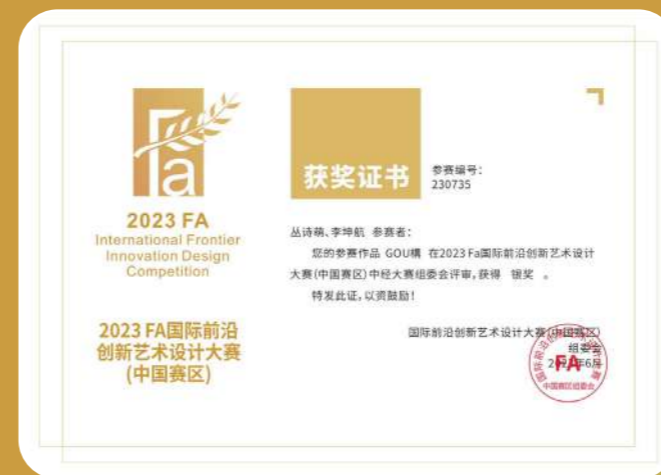 Fa
2023 FA
International Frontier
Innovation Design
Competition
2023 FA国际前沿
创新艺术设计大赛
(中国赛区)
获奖证书
参赛编号：
230735
丛诗萌、李坤航 参赛者：
您的参赛作品 GOU構 在2023 Fa国际前沿创新艺术设计
大赛(中国赛区)中经大赛组委会评审，获得 银奖 。
特发此证，以资鼓励！
国际前沿创新艺术设计大赛(中国赛区)
组委会
年6月
FA
中国赛区组委会